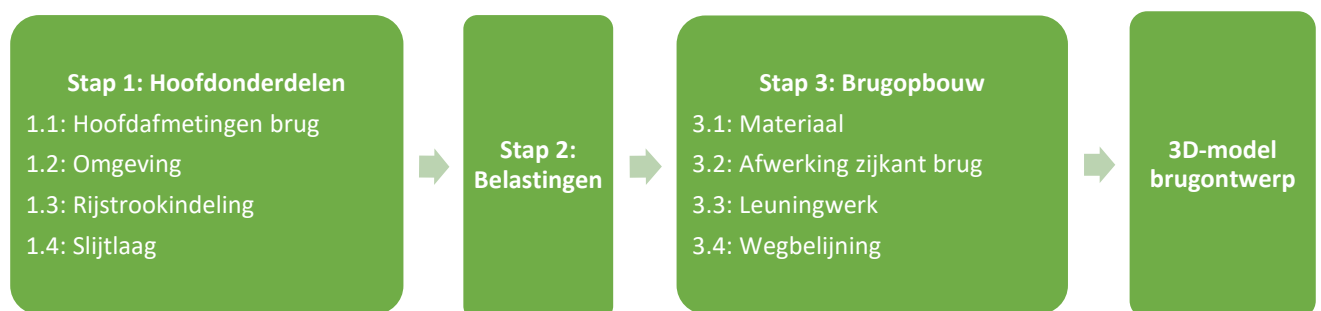 Stap 1: Hoofdonderdelen
1.1: Hoofdafmetingen brug
1.2: Omgeving
1.3: Rijstrookindeling
1.4: Slijtlaag
Stap 2:
Belastingen
Stap 3: Brugopbouw
3.1: Materiaal
3.2: Afwerking zijkant brug
3.3: Leuningwerk
3.4: Wegbelijning
3D-model
brugontwerp